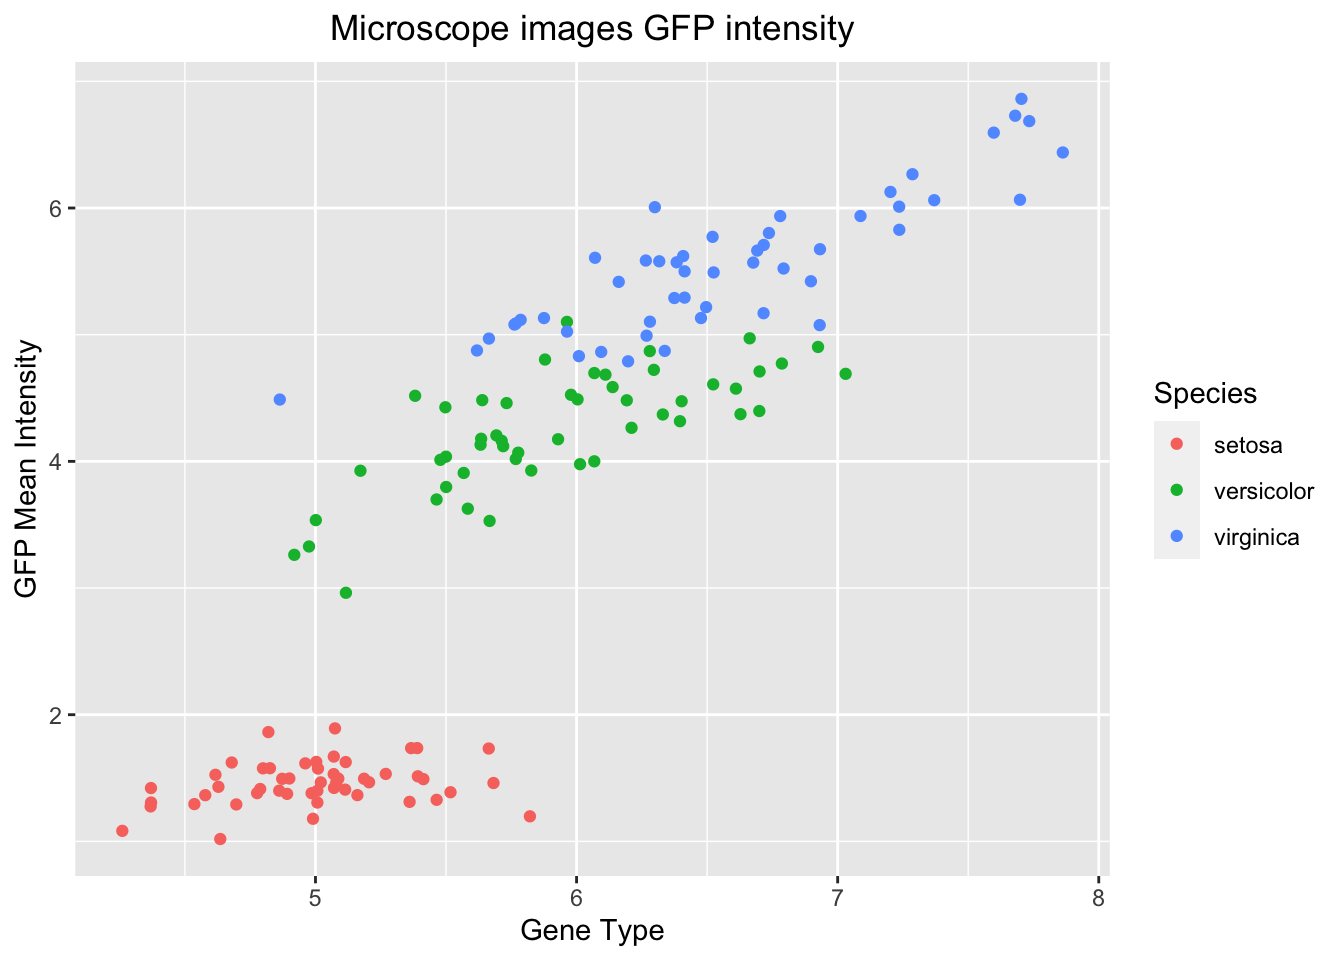 Microscope images GFP intensity
GFP Mean Intensity
6
4
2
5 6 7 8
Gene Type
Species
setosa
versicolor
virginica